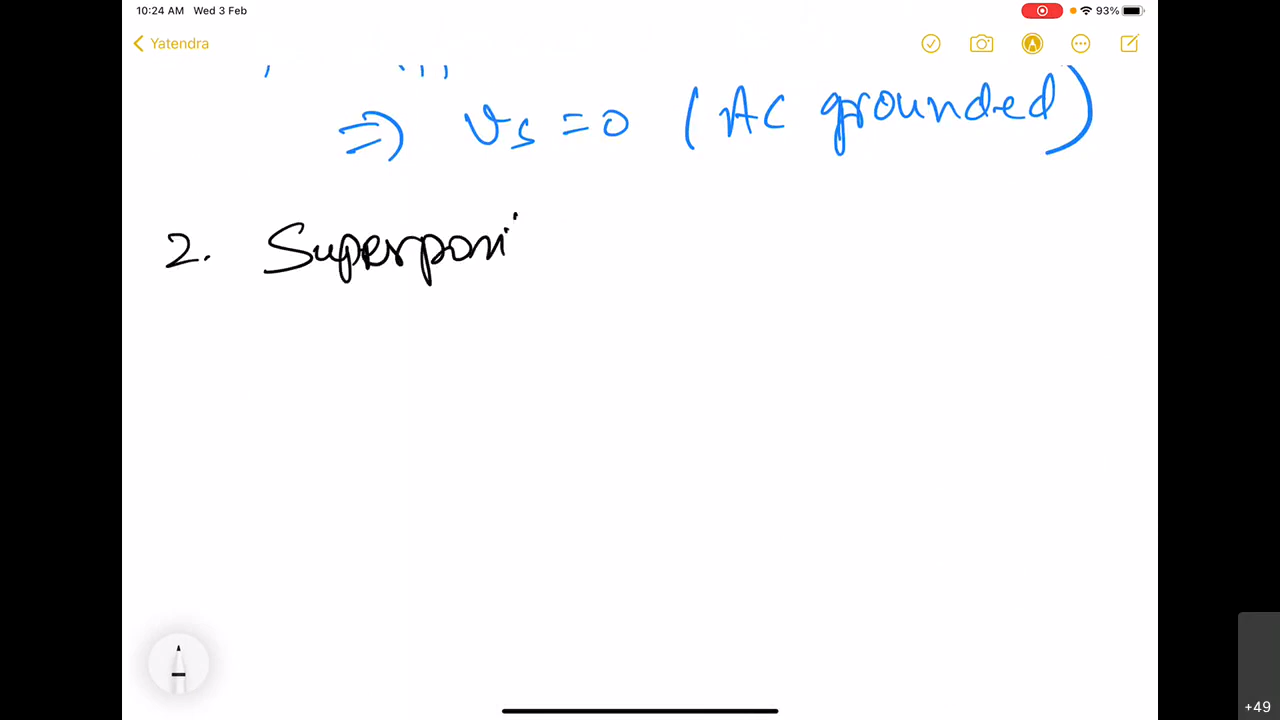 10:24 AM Wed 3 Feb
93%
Yatendra
⇒ vs = 0 (AC grounded)
2. Superposi
+49